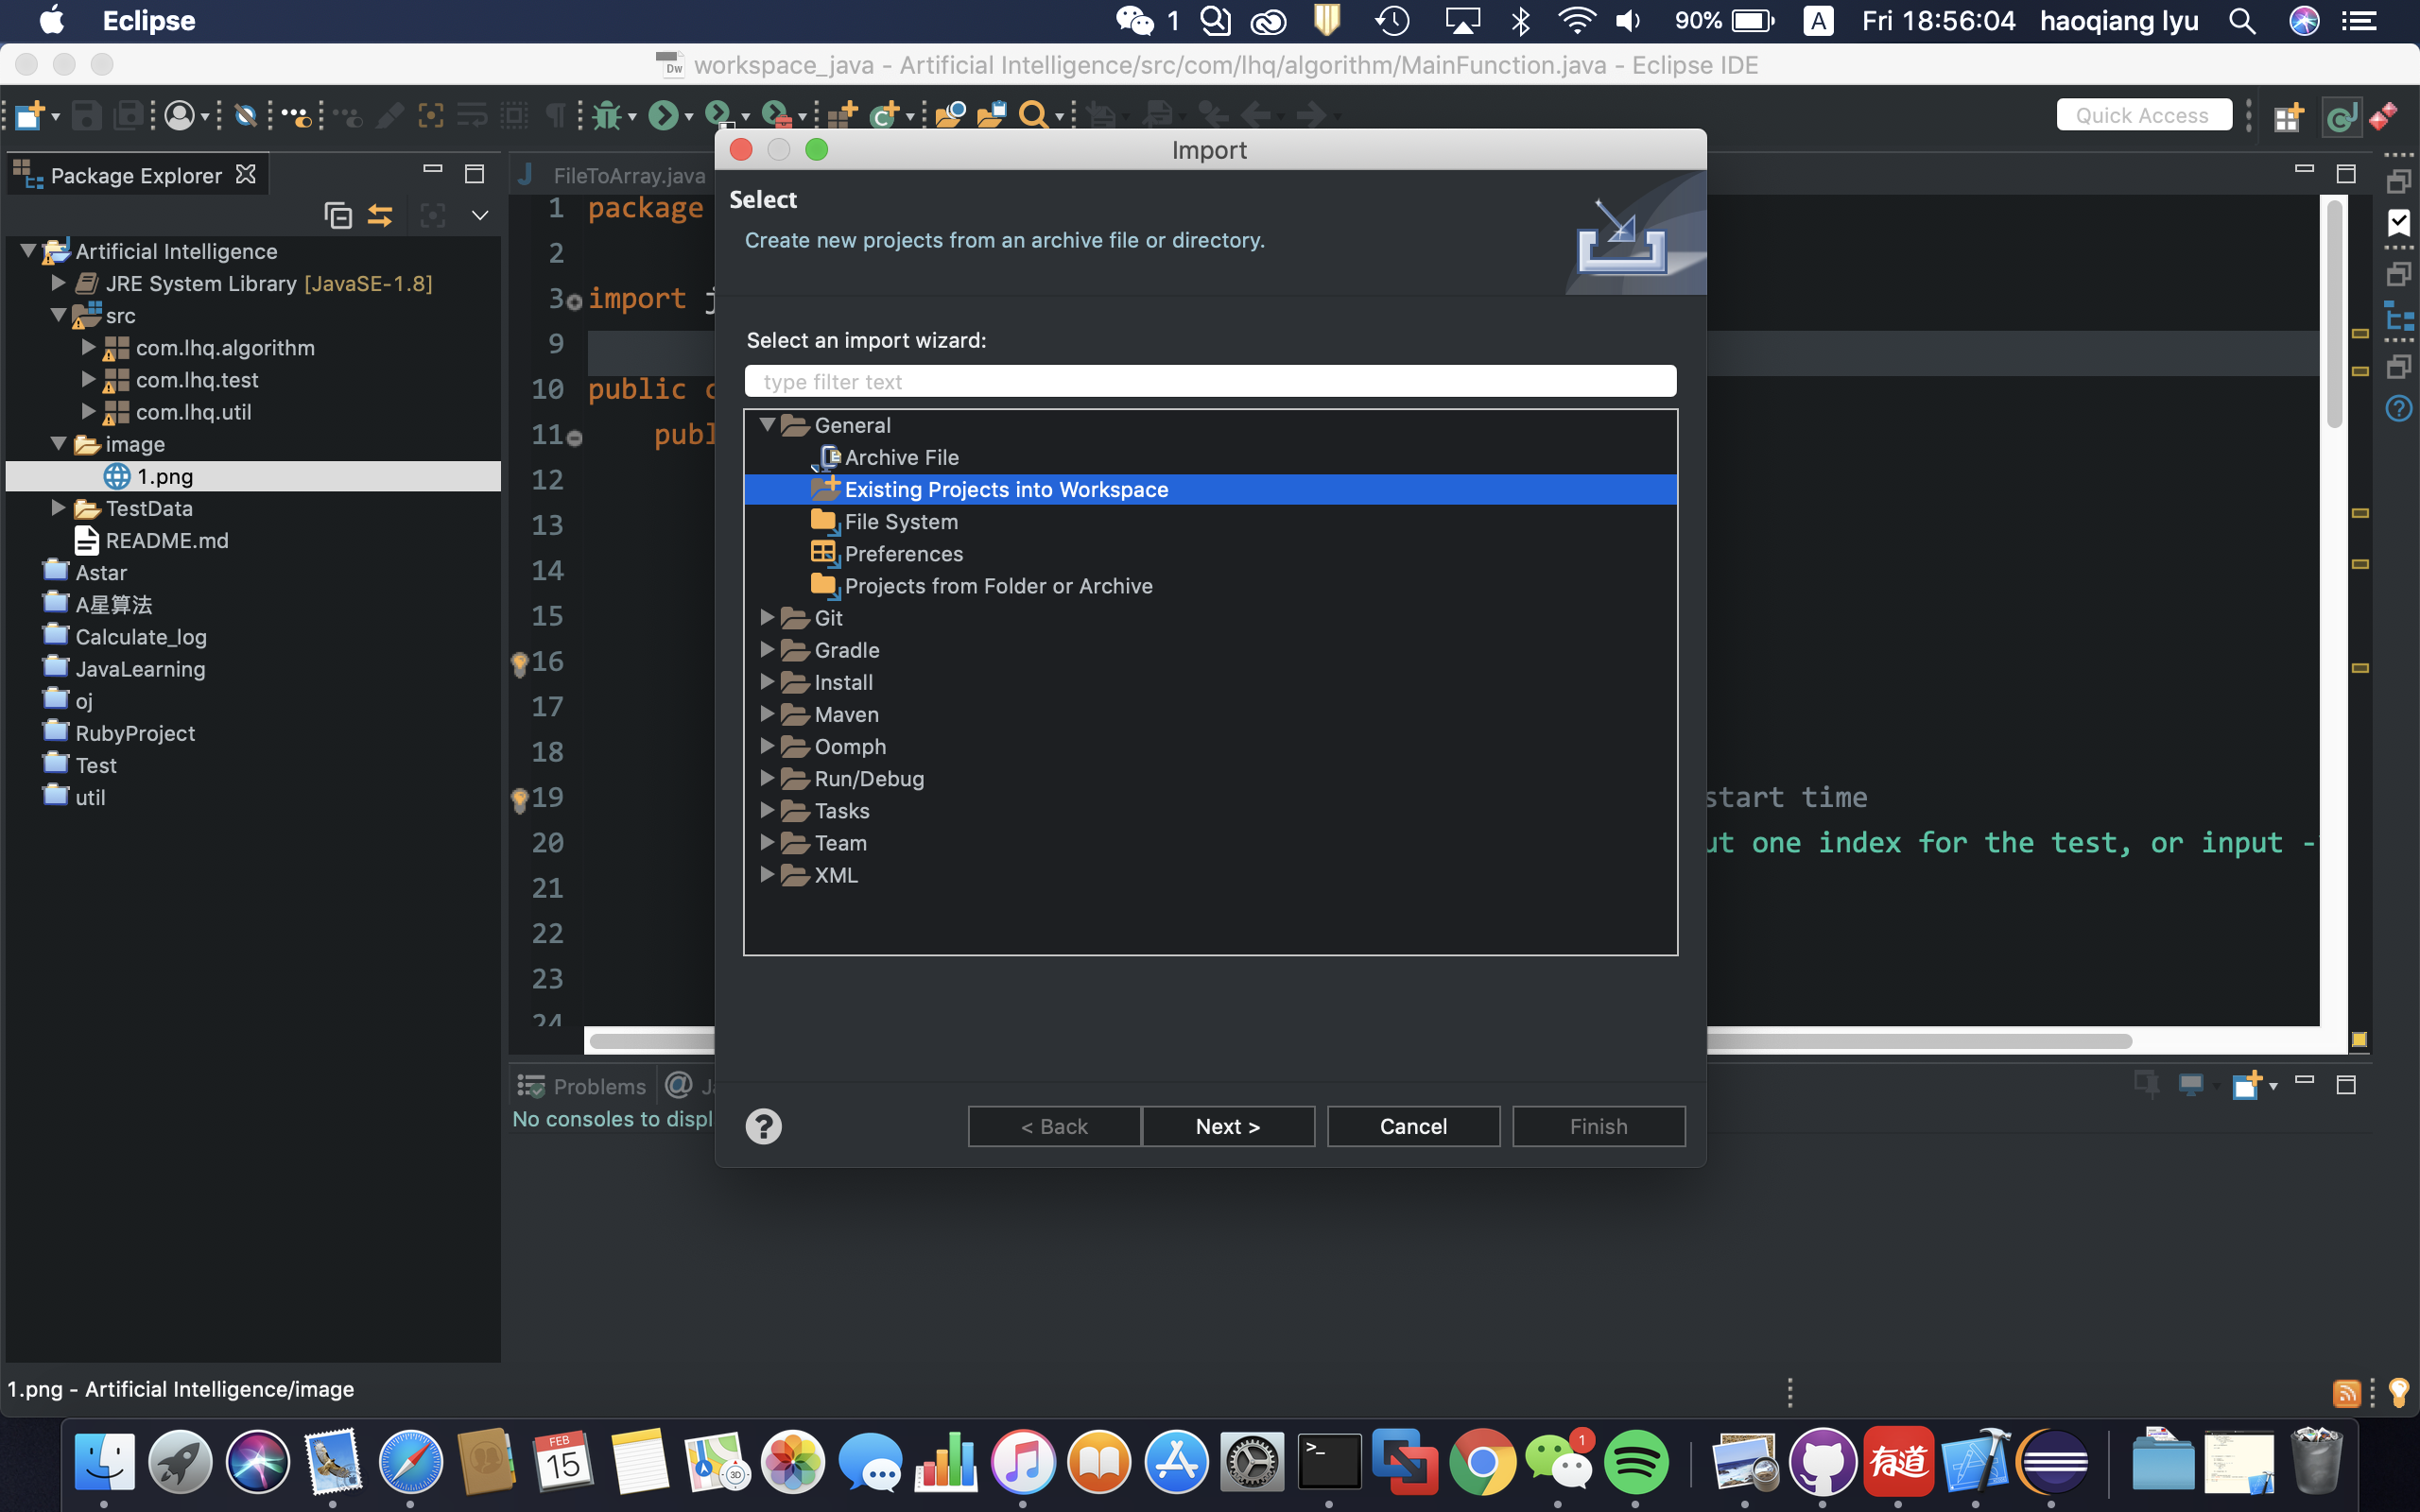 Eclipse
1
90%
A
Fri 18:56:04
haoqiang lyu
Dw
workspace_java - Artificial Intelligence/src/com/lhq/algorithm/MainFunction.java - Eclipse IDE
Quick Access
Package Explorer
Artificial Intelligence
JRE System Library [JavaSE-1.8]
src
com.lhq.algorithm
com.lhq.test
com.lhq.util
image
1.png
TestData
README.md
Astar
A星算法
Calculate_log
JavaLearning
oj
RubyProject
Test
util
FileToArray.java
1 package
2
3 import j
9
10 public c
11 publ
12
13
14
15
16
17
18
19 start time
20 ut one index for the test, or input -
21
22
23
24
Import
Select
Create new projects from an archive file or directory.
Select an import wizard:
type filter text
General
Archive File
Existing Projects into Workspace
File System
Preferences
Projects from Folder or Archive
Git
Gradle
Install
Maven
Oomph
Run/Debug
Tasks
Team
XML
?
< Back
Next >
Cancel
Finish
Problems
@ Ja
No consoles to displ
1.png - Artificial Intelligence/image
FEB
15
3D
>_
1
有道